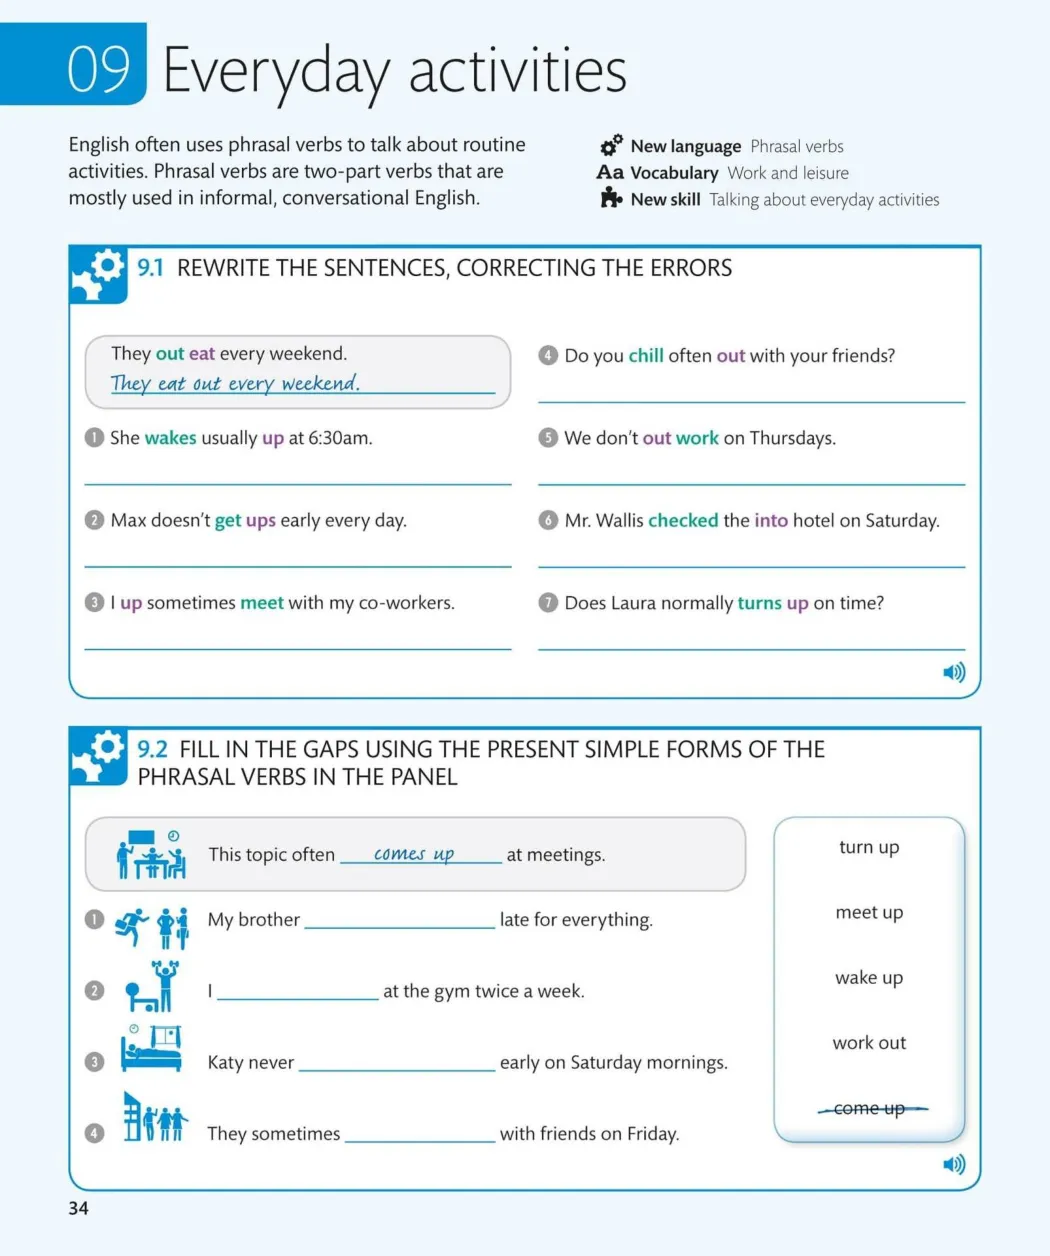 09 Everyday activities
English often uses phrasal verbs to talk about routine
activities. Phrasal verbs are two-part verbs that are
mostly used in informal, conversational English.
New language Phrasal verbs
Aa Vocabulary Work and leisure
New skill Talking about everyday activities
9.1 REWRITE THE SENTENCES, CORRECTING THE ERRORS
They out eat every weekend.
They eat out every weekend.
1 She wakes usually up at 6:30am.
2 Max doesn't get ups early every day.
3 I up sometimes meet with my co-workers.
4 Do you chill often out with your friends?
5 We don't out work on Thursdays.
6 Mr. Wallis checked the into hotel on Saturday.
7 Does Laura normally turns up on time?
9.2 FILL IN THE GAPS USING THE PRESENT SIMPLE FORMS OF THE
PHRASAL VERBS IN THE PANEL
This topic often comes up at meetings.
1 My brother late for everything.
2 I at the gym twice a week.
3 Katy never early on Saturday mornings.
4 They sometimes with friends on Friday.
turn up
meet up
wake up
work out
come up
34